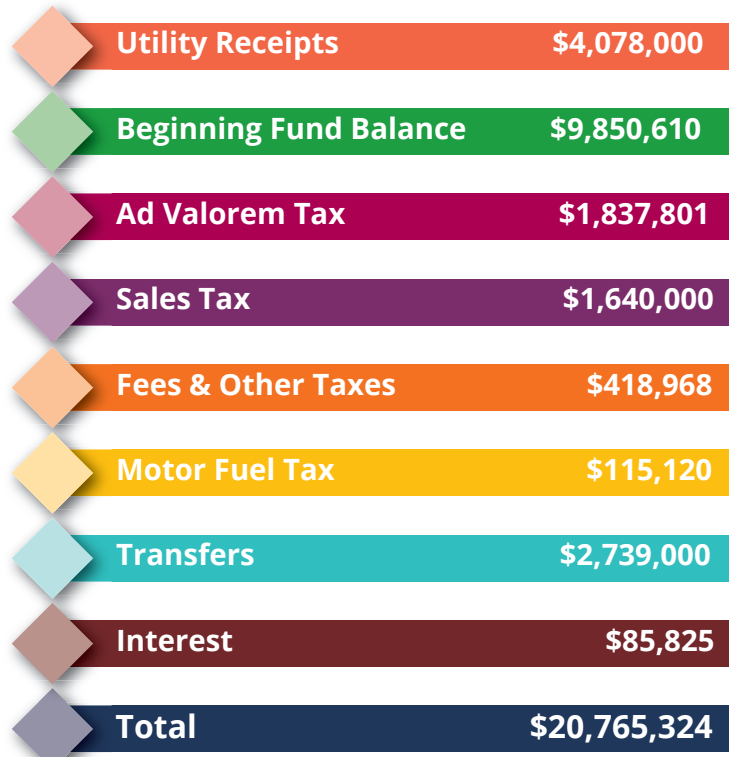 Utility Receipts $4,078,000
Beginning Fund Balance $9,850,610
Ad Valorem Tax $1,837,801
Sales Tax $1,640,000
Fees & Other Taxes $418,968
Motor Fuel Tax $115,120
Transfers $2,739,000
Interest $85,825
Total $20,765,324